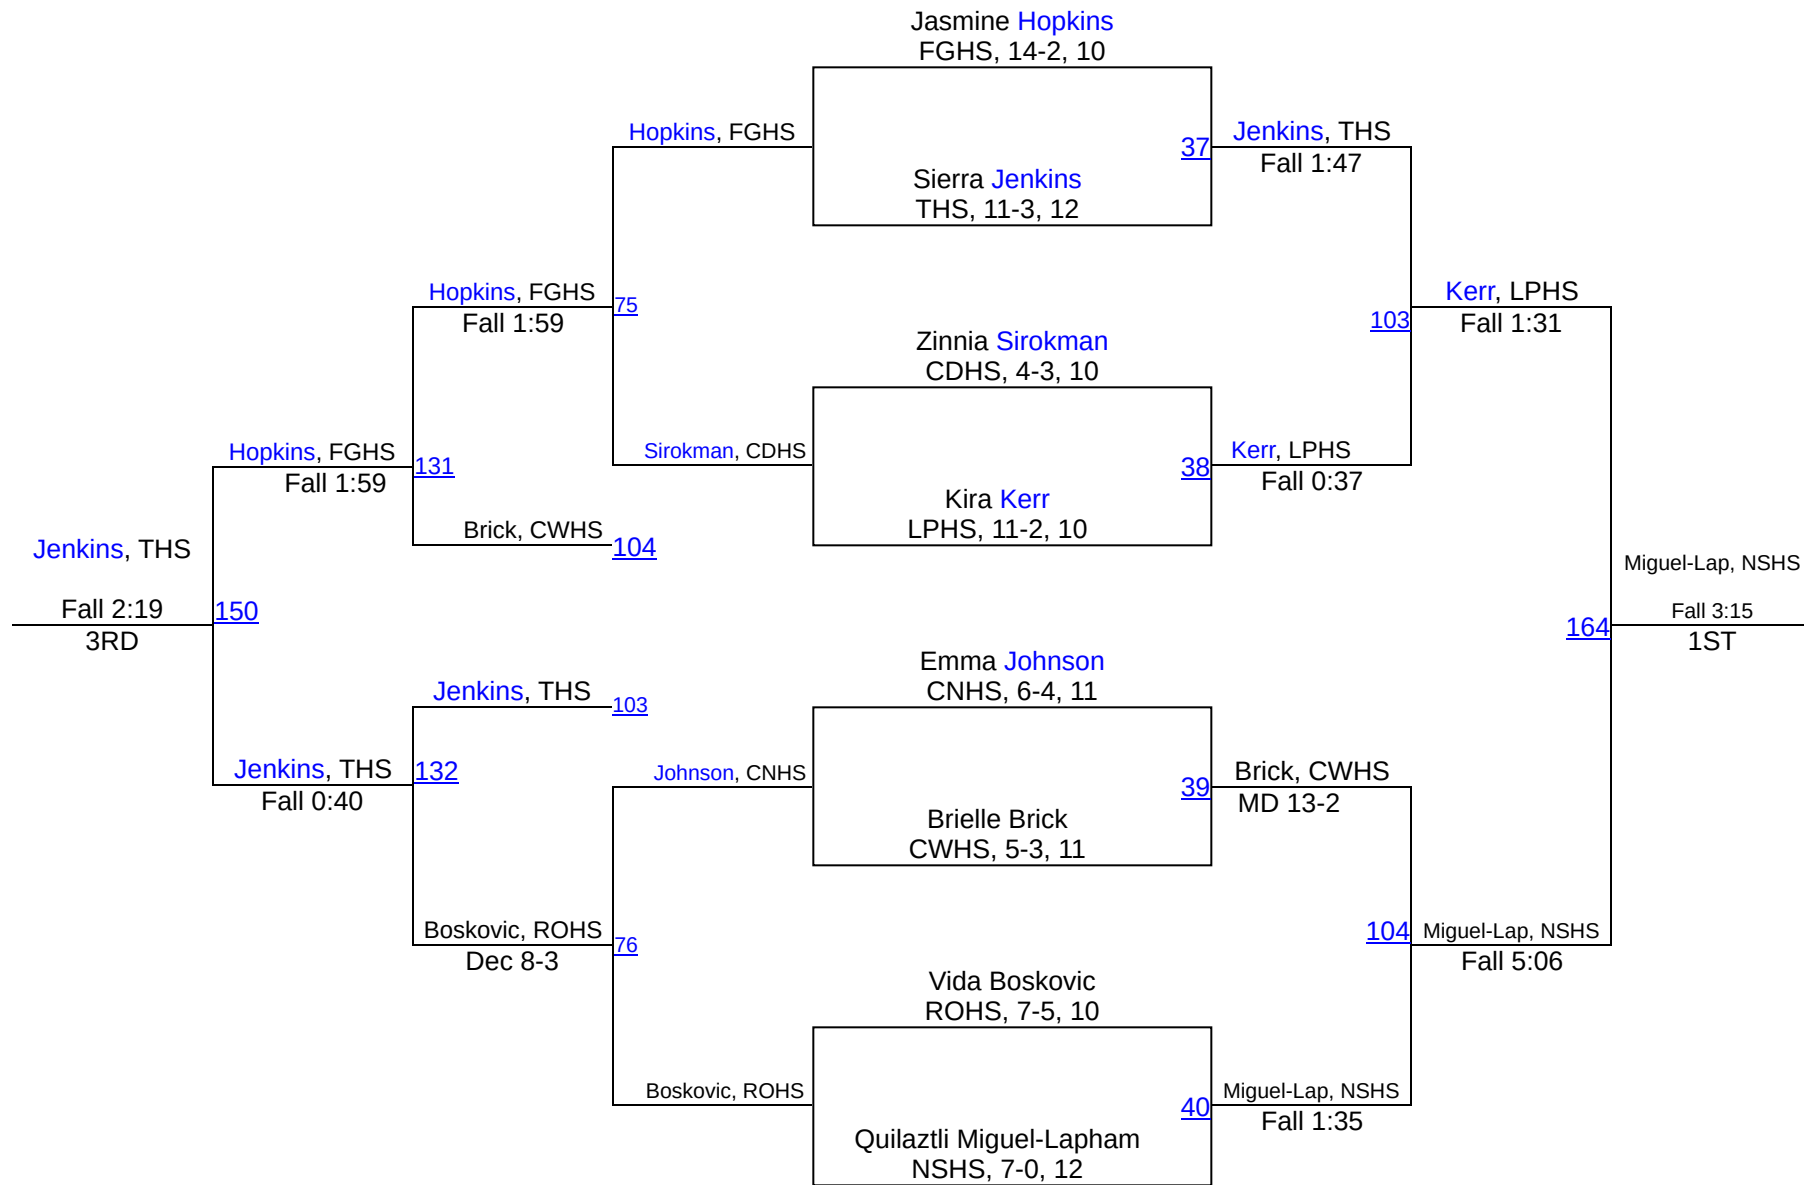 Jasmine Hopkins
FGHS, 14-2, 10
Hopkins, FGHS
37
Jenkins, THS
Fall 1:47
Sierra Jenkins
THS, 11-3, 12
Hopkins, FGHS
Fall 1:59
75
Kerr, LPHS
Fall 1:31
103
Zinnia Sirokman
CDHS, 4-3, 10
Hopkins, FGHS
Fall 1:59
131
Sirokman, CDHS
38
Kerr, LPHS
Fall 0:37
Kira Kerr
LPHS, 11-2, 10
Brick, CWHS
104
Jenkins, THS
Fall 2:19
3RD
150
Miguel-Lap, NSHS
Fall 3:15
1ST
164
Emma Johnson
CNHS, 6-4, 11
Jenkins, THS
103
Jenkins, THS
Fall 0:40
132
Johnson, CNHS
39
Brick, CWHS
MD 13-2
Brielle Brick
CWHS, 5-3, 11
Boskovic, ROHS
Dec 8-3
76
104
Miguel-Lap, NSHS
Fall 5:06
Vida Boskovic
ROHS, 7-5, 10
Boskovic, ROHS
40
Miguel-Lap, NSHS
Fall 1:35
Quilaztli Miguel-Lapham
NSHS, 7-0, 12